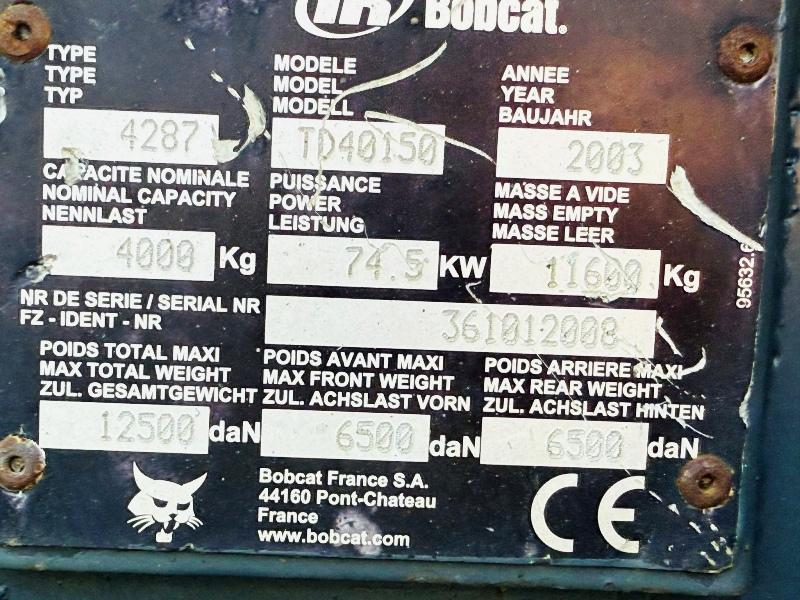 IR Bobcat.
TYPE MODELE ANNEE
TYPE MODEL YEAR
TYP MODELL BAUJAHR
4287 TD40150 2003
CAPACITE NOMINALE PUISSANCE MASSE A VIDE
NOMINAL CAPACITY POWER MASS EMPTY
NENNLAST LEISTUNG MASSE LEER
4000 Kg 74.5 KW 11600 Kg
NR DE SERIE / SERIAL NR
FZ - IDENT - NR
361012008
POIDS TOTAL MAXI POIDS AVANT MAXI POIDS ARRIERE MAXI
MAX TOTAL WEIGHT MAX FRONT WEIGHT MAX REAR WEIGHT
ZUL. GESAMTGEWICHT ZUL. ACHSLAST VORN ZUL. ACHSLAST HINTEN
12500 daN 6500 daN 6500 daN
Bobcat France S.A.
44160 Pont-Chateau
France
www.bobcat.com
CE